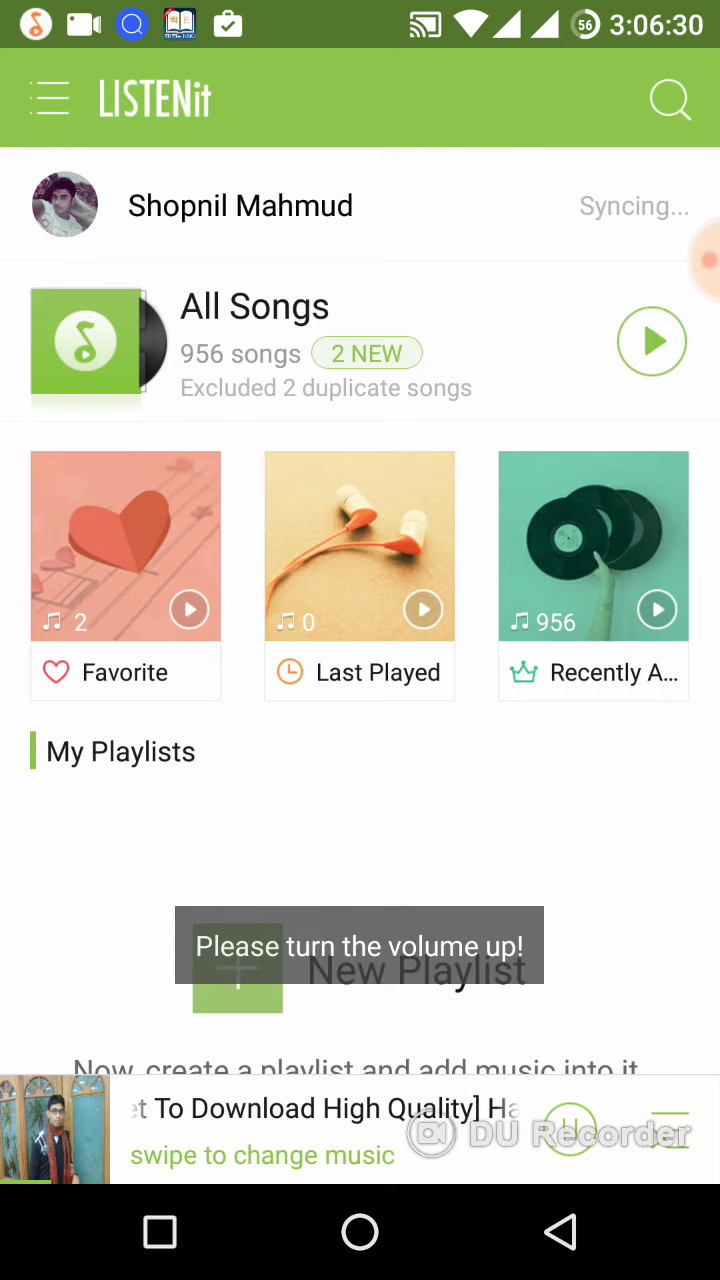 56 3:06:30
LISTENit
Shopnil Mahmud
Syncing...
All Songs
956 songs 2 NEW
Excluded 2 duplicate songs
2
0
956
Favorite
Last Played
Recently A...
My Playlists
Please turn the volume up!
New Playlist
Now, create a playlist and add music into it
et To Download High Quality] Ha
DU Recorder
swipe to change music